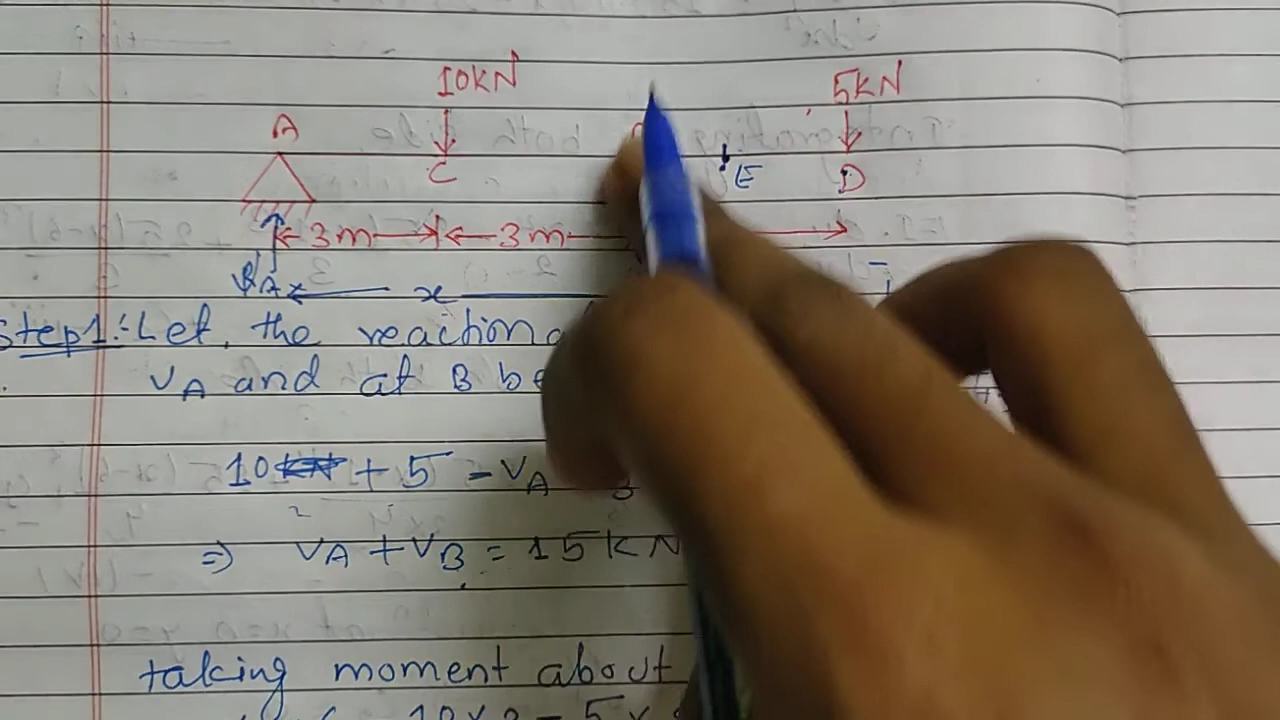 10KN 5KN
A
C E D
3m 3m
VA x
Step1:- Let, the reaction
VA and at B be
10 + 5 - VA
⇒ VA + VB = 15KN
taking moment about